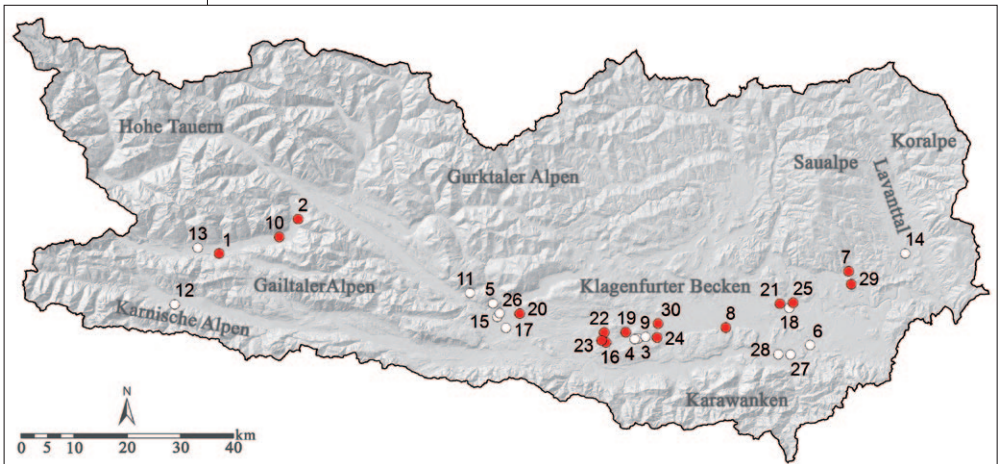 Hohe Tauern
Koralpe
Saualpe
Lavanttal
Gurktaler Alpen
2
13
1
10
14
7
29
GailtalerAlpen
11
5
26
20
15
17
Klagenfurter Becken
21
25
18
12
Karnische Alpen
22
19
9
30
8
23
16
4
3
24
6
28
27
Karawanken
N
km
0 5 10 20 30 40